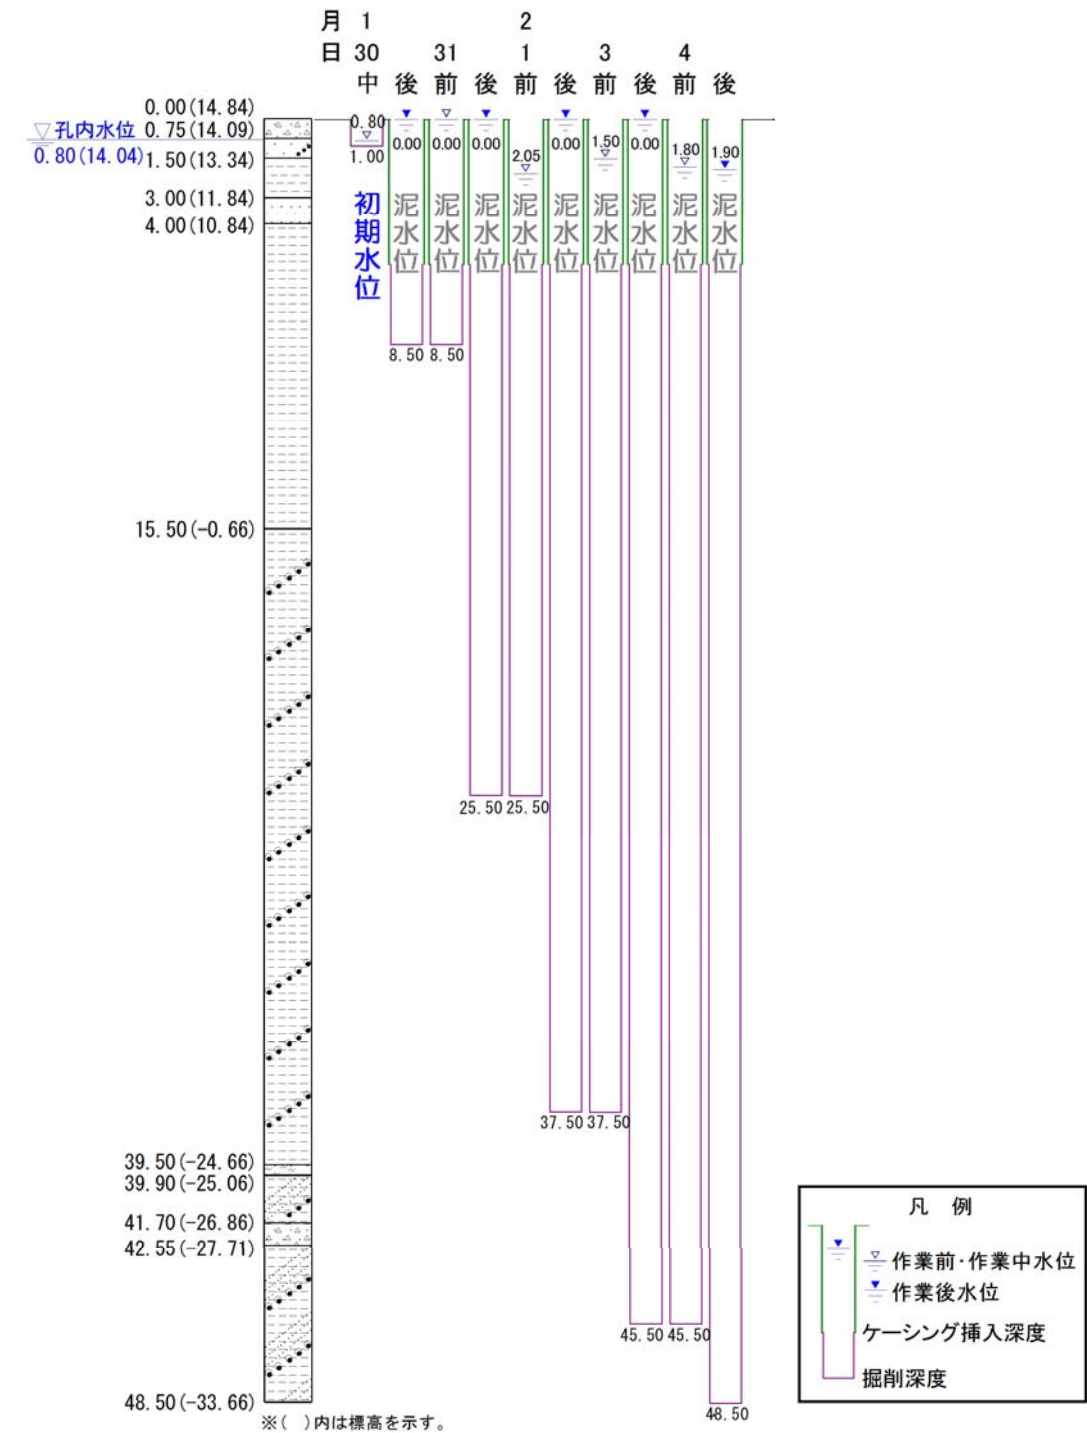 月 1 2
日 30 31 1 3 4
中 後 前 後 前 後 前 後 前 後
0.00(14.84)
▽孔内水位 0.75(14.09)
0.80(14.04) 1.50(13.34)
3.00(11.84)
4.00(10.84)
15.50(-0.66)
39.50(-24.66)
39.90(-25.06)
41.70(-26.86)
42.55(-27.71)
48.50(-33.66)
※( )内は標高を示す。
0.80
1.00
初期水位
0.00
泥水位
8.50
0.00
泥水位
8.50
0.00
泥水位
25.50
2.05
泥水位
25.50
0.00
泥水位
37.50
1.50
泥水位
37.50
0.00
泥水位
45.50
1.80
泥水位
45.50
1.90
泥水位
48.50
凡 例
作業前・作業中水位
作業後水位
ケーシング挿入深度
掘削深度